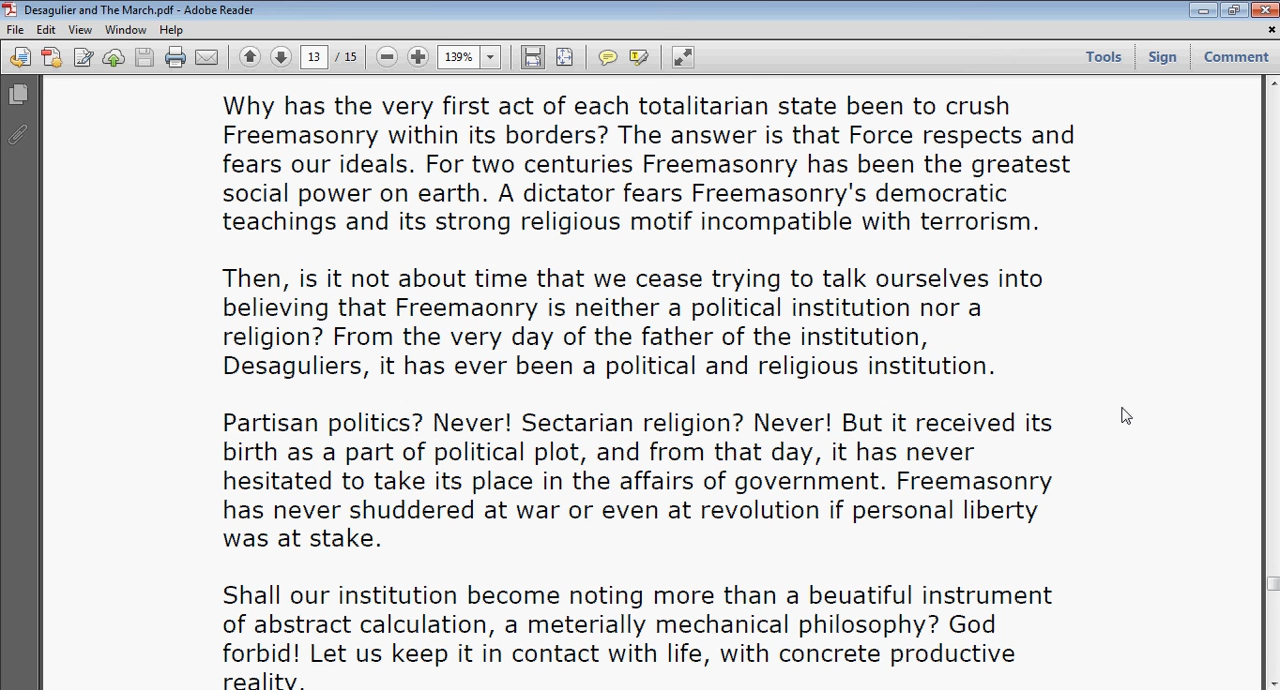 Desagulier and The March.pdf - Adobe Reader
File Edit View Window Help
13 / 15 139% Tools Sign Comment
Why has the very first act of each totalitarian state been to crush
Freemasonry within its borders? The answer is that Force respects and
fears our ideals. For two centuries Freemasonry has been the greatest
social power on earth. A dictator fears Freemasonry's democratic
teachings and its strong religious motif incompatible with terrorism.
Then, is it not about time that we cease trying to talk ourselves into
believing that Freemaonry is neither a political institution nor a
religion? From the very day of the father of the institution,
Desaguliers, it has ever been a political and religious institution.
Partisan politics? Never! Sectarian religion? Never! But it received its
birth as a part of political plot, and from that day, it has never
hesitated to take its place in the affairs of government. Freemasonry
has never shuddered at war or even at revolution if personal liberty
was at stake.
Shall our institution become noting more than a beuatiful instrument
of abstract calculation, a meterially mechanical philosophy? God
forbid! Let us keep it in contact with life, with concrete productive
reality.